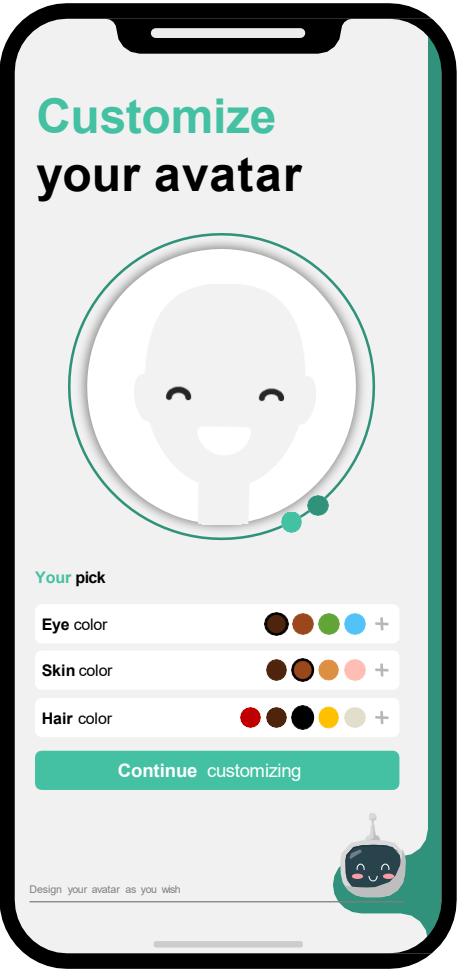 Customize
your avatar
Your pick
Eye color
Skin color
Hair color
Continue customizing
Design your avatar as you wish